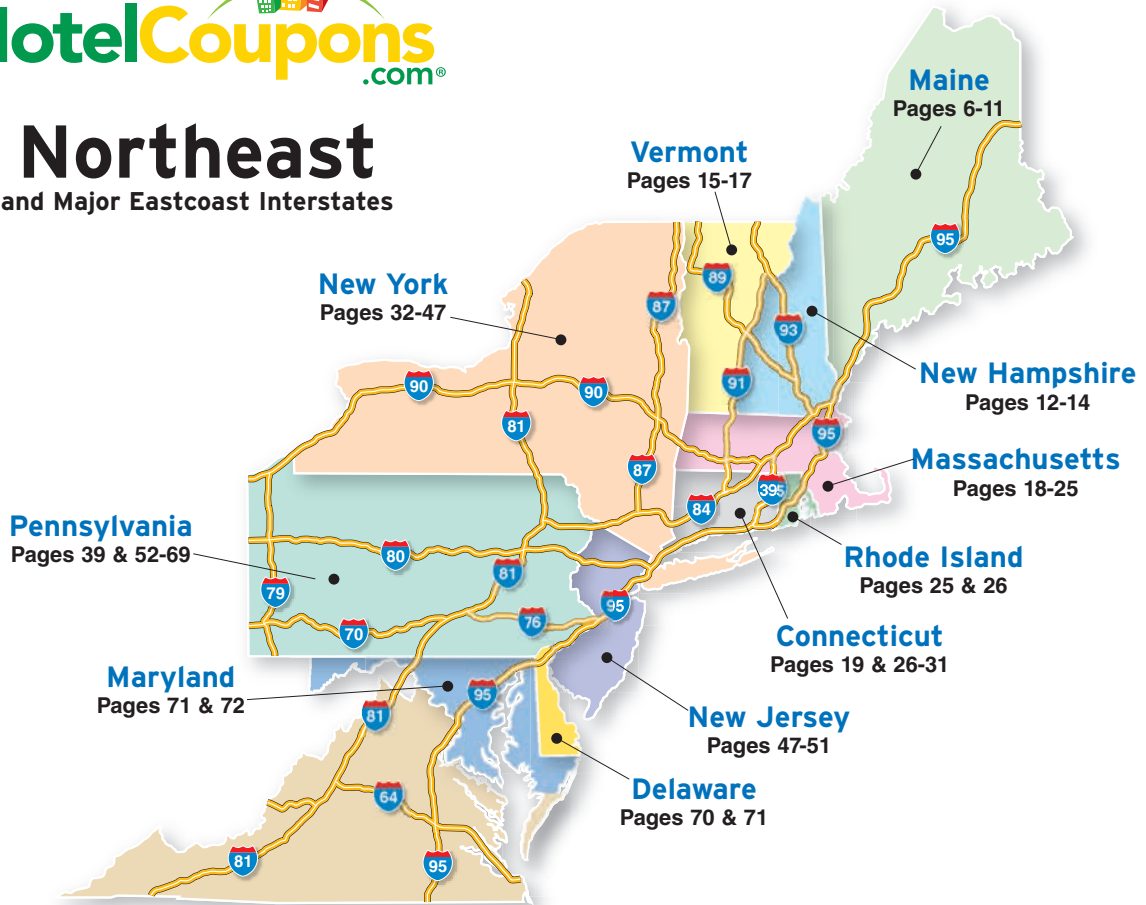 HotelCoupons
.com®
Northeast
and Major Eastcoast Interstates
Maine
Pages 6-11
Vermont
Pages 15-17
95
89
New York
Pages 32-47
87
93
New Hampshire
Pages 12-14
90
90
91
81
95
Massachusetts
Pages 18-25
87
395
84
Pennsylvania
Pages 39 & 52-69
80
Rhode Island
Pages 25 & 26
81
79
95
76
70
Connecticut
Pages 19 & 26-31
Maryland
Pages 71 & 72
95
81
New Jersey
Pages 47-51
Delaware
Pages 70 & 71
64
81
95